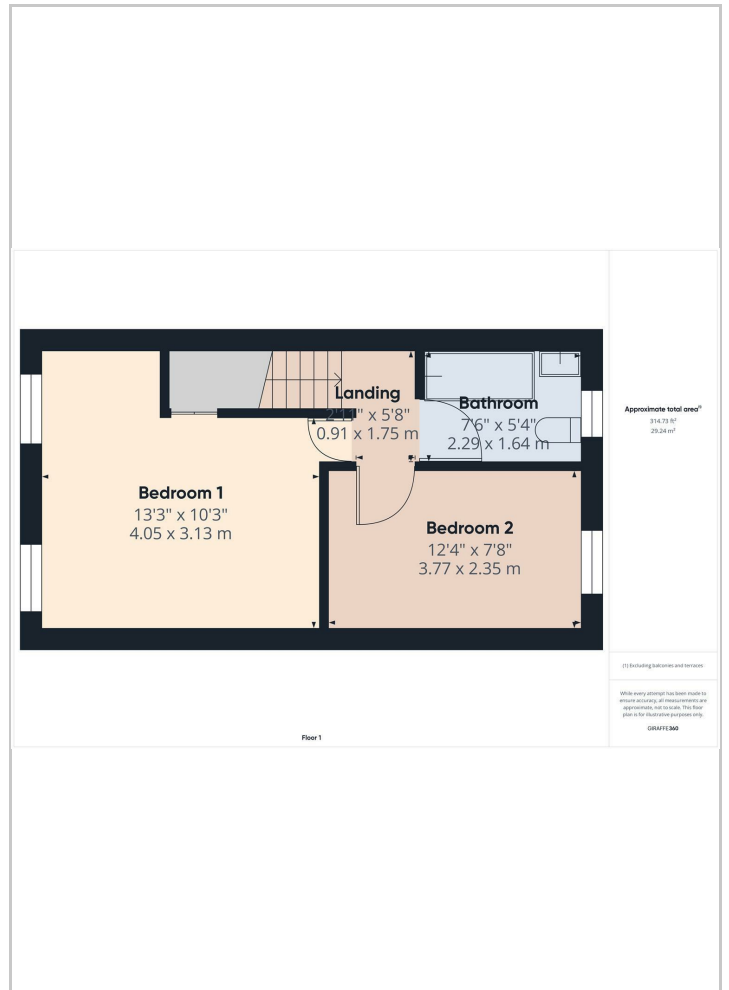 Landing
2'11" x 5'8"
0.91 x 1.75 m
Bathroom
7'6" x 5'4"
2.29 x 1.64 m
Bedroom 1
13'3" x 10'3"
4.05 x 3.13 m
Bedroom 2
12'4" x 7'8"
3.77 x 2.35 m
Floor 1
Approximate total area⁽¹⁾
314.73 ft²
29.24 m²
(1) Excluding balconies and terraces
While every attempt has been made to
ensure accuracy, all measurements are
approximate, not to scale. This floor
plan is for illustrative purposes only.
GIRAFFE360